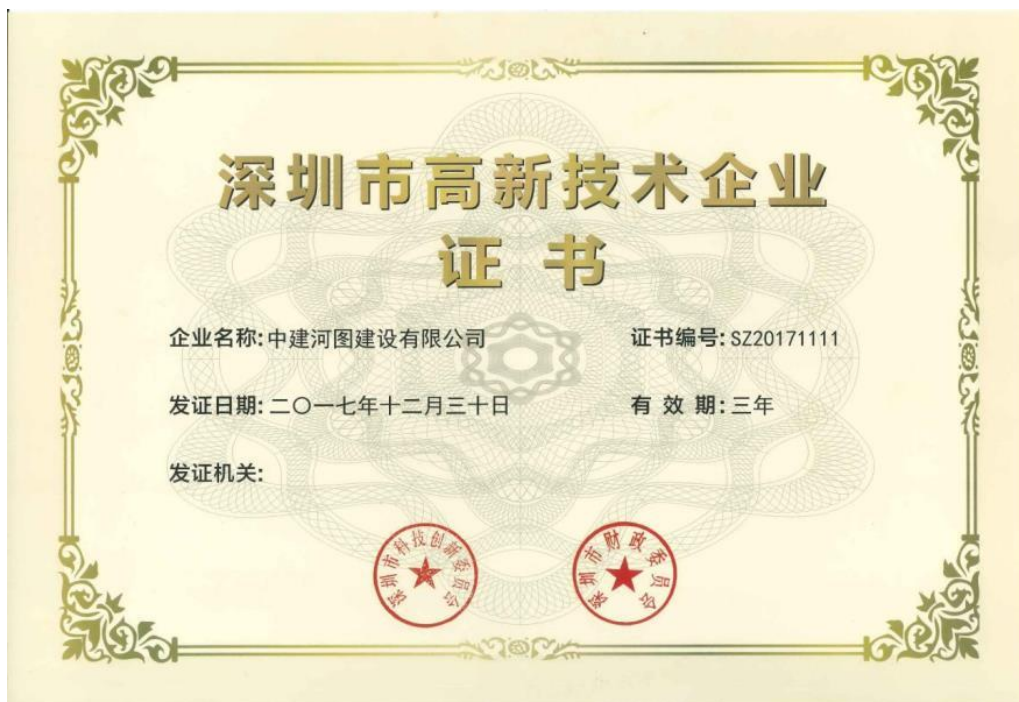 深圳市高新技术企业
证书
企业名称:中建河图建设有限公司
证书编号:SZ20171111
发证日期:二〇一七年十二月三十日
有效期:三年
发证机关:
深圳市科技创新委员会
深圳市财政委员会